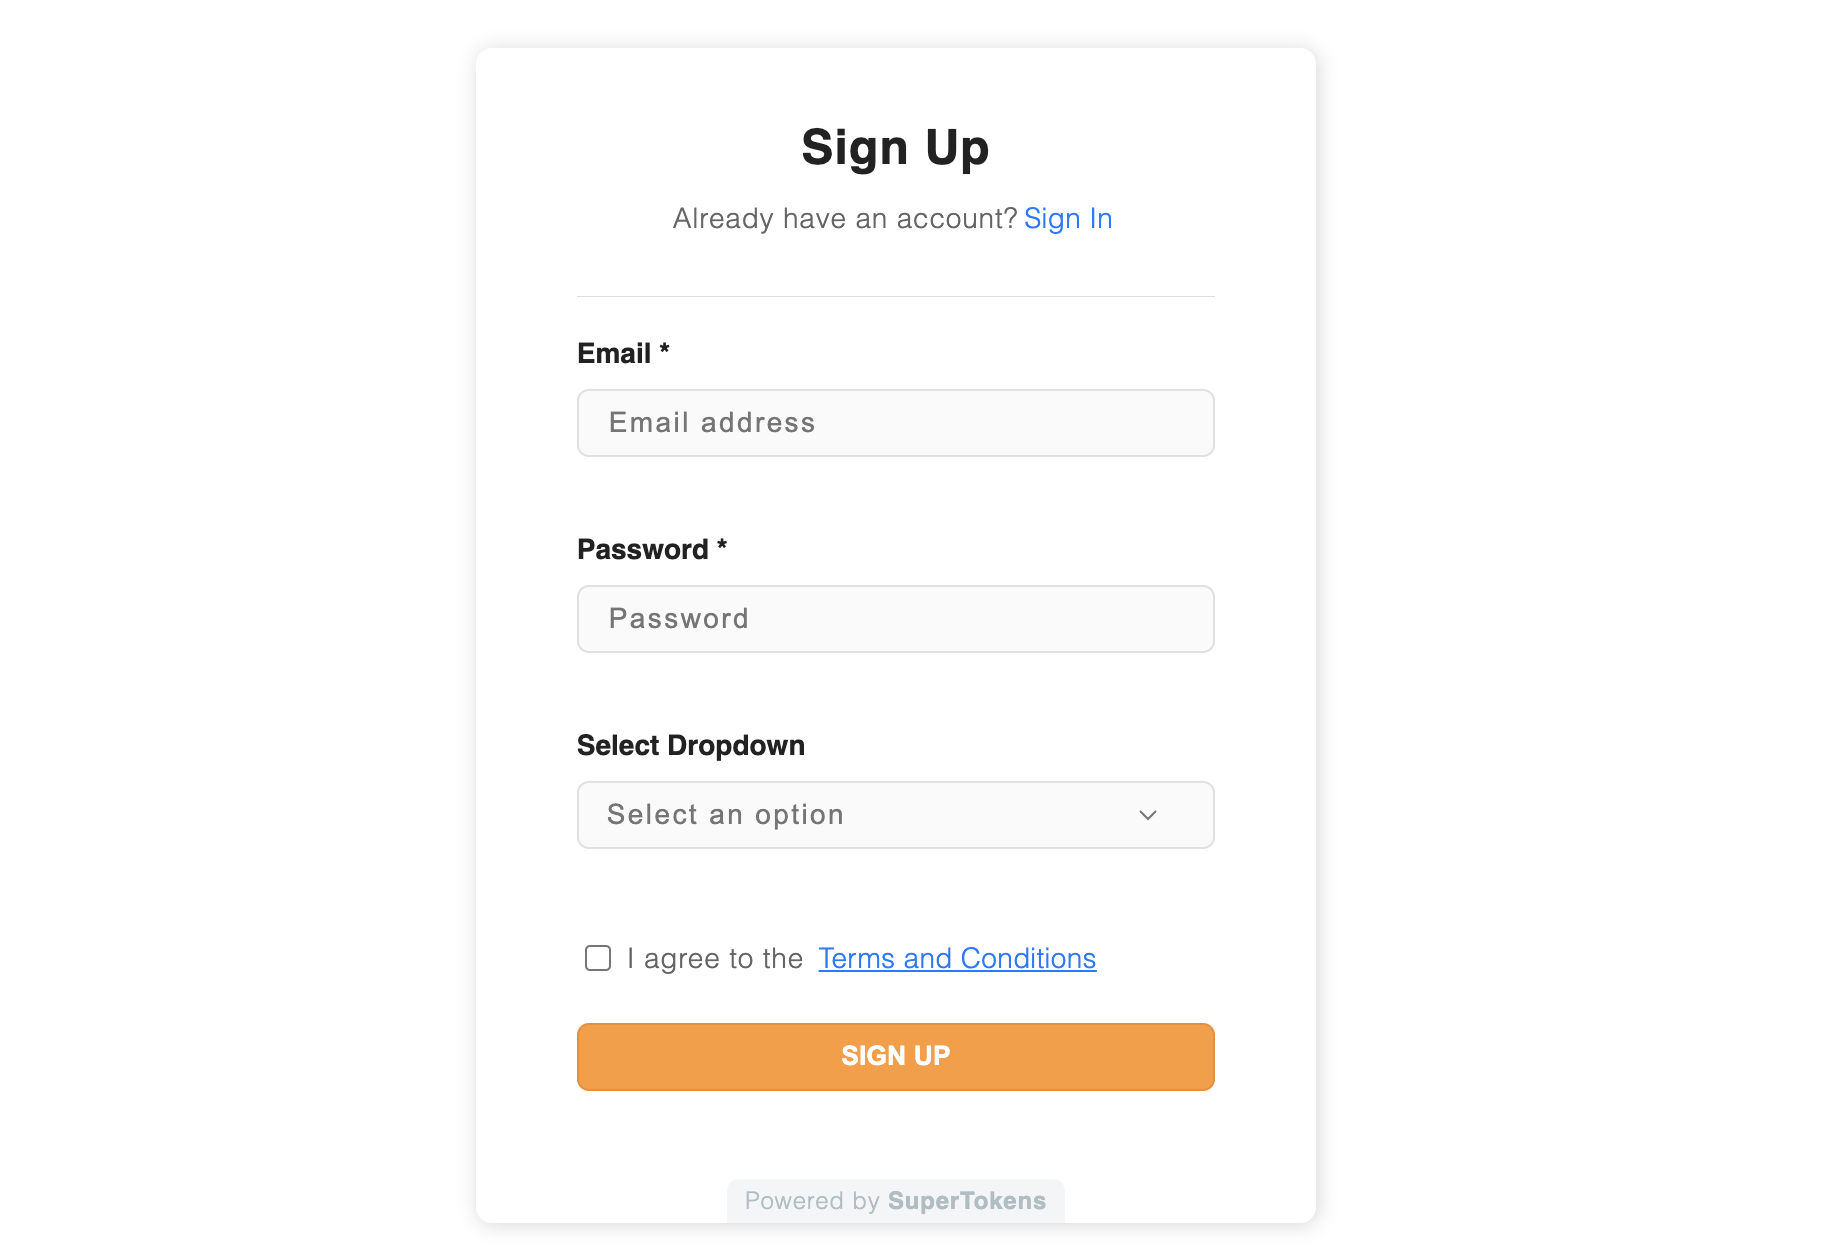 Sign Up
Already have an account? Sign In
Email *
Email address
Password *
Password
Select Dropdown
Select an option
I agree to the Terms and Conditions
SIGN UP
Powered by SuperTokens